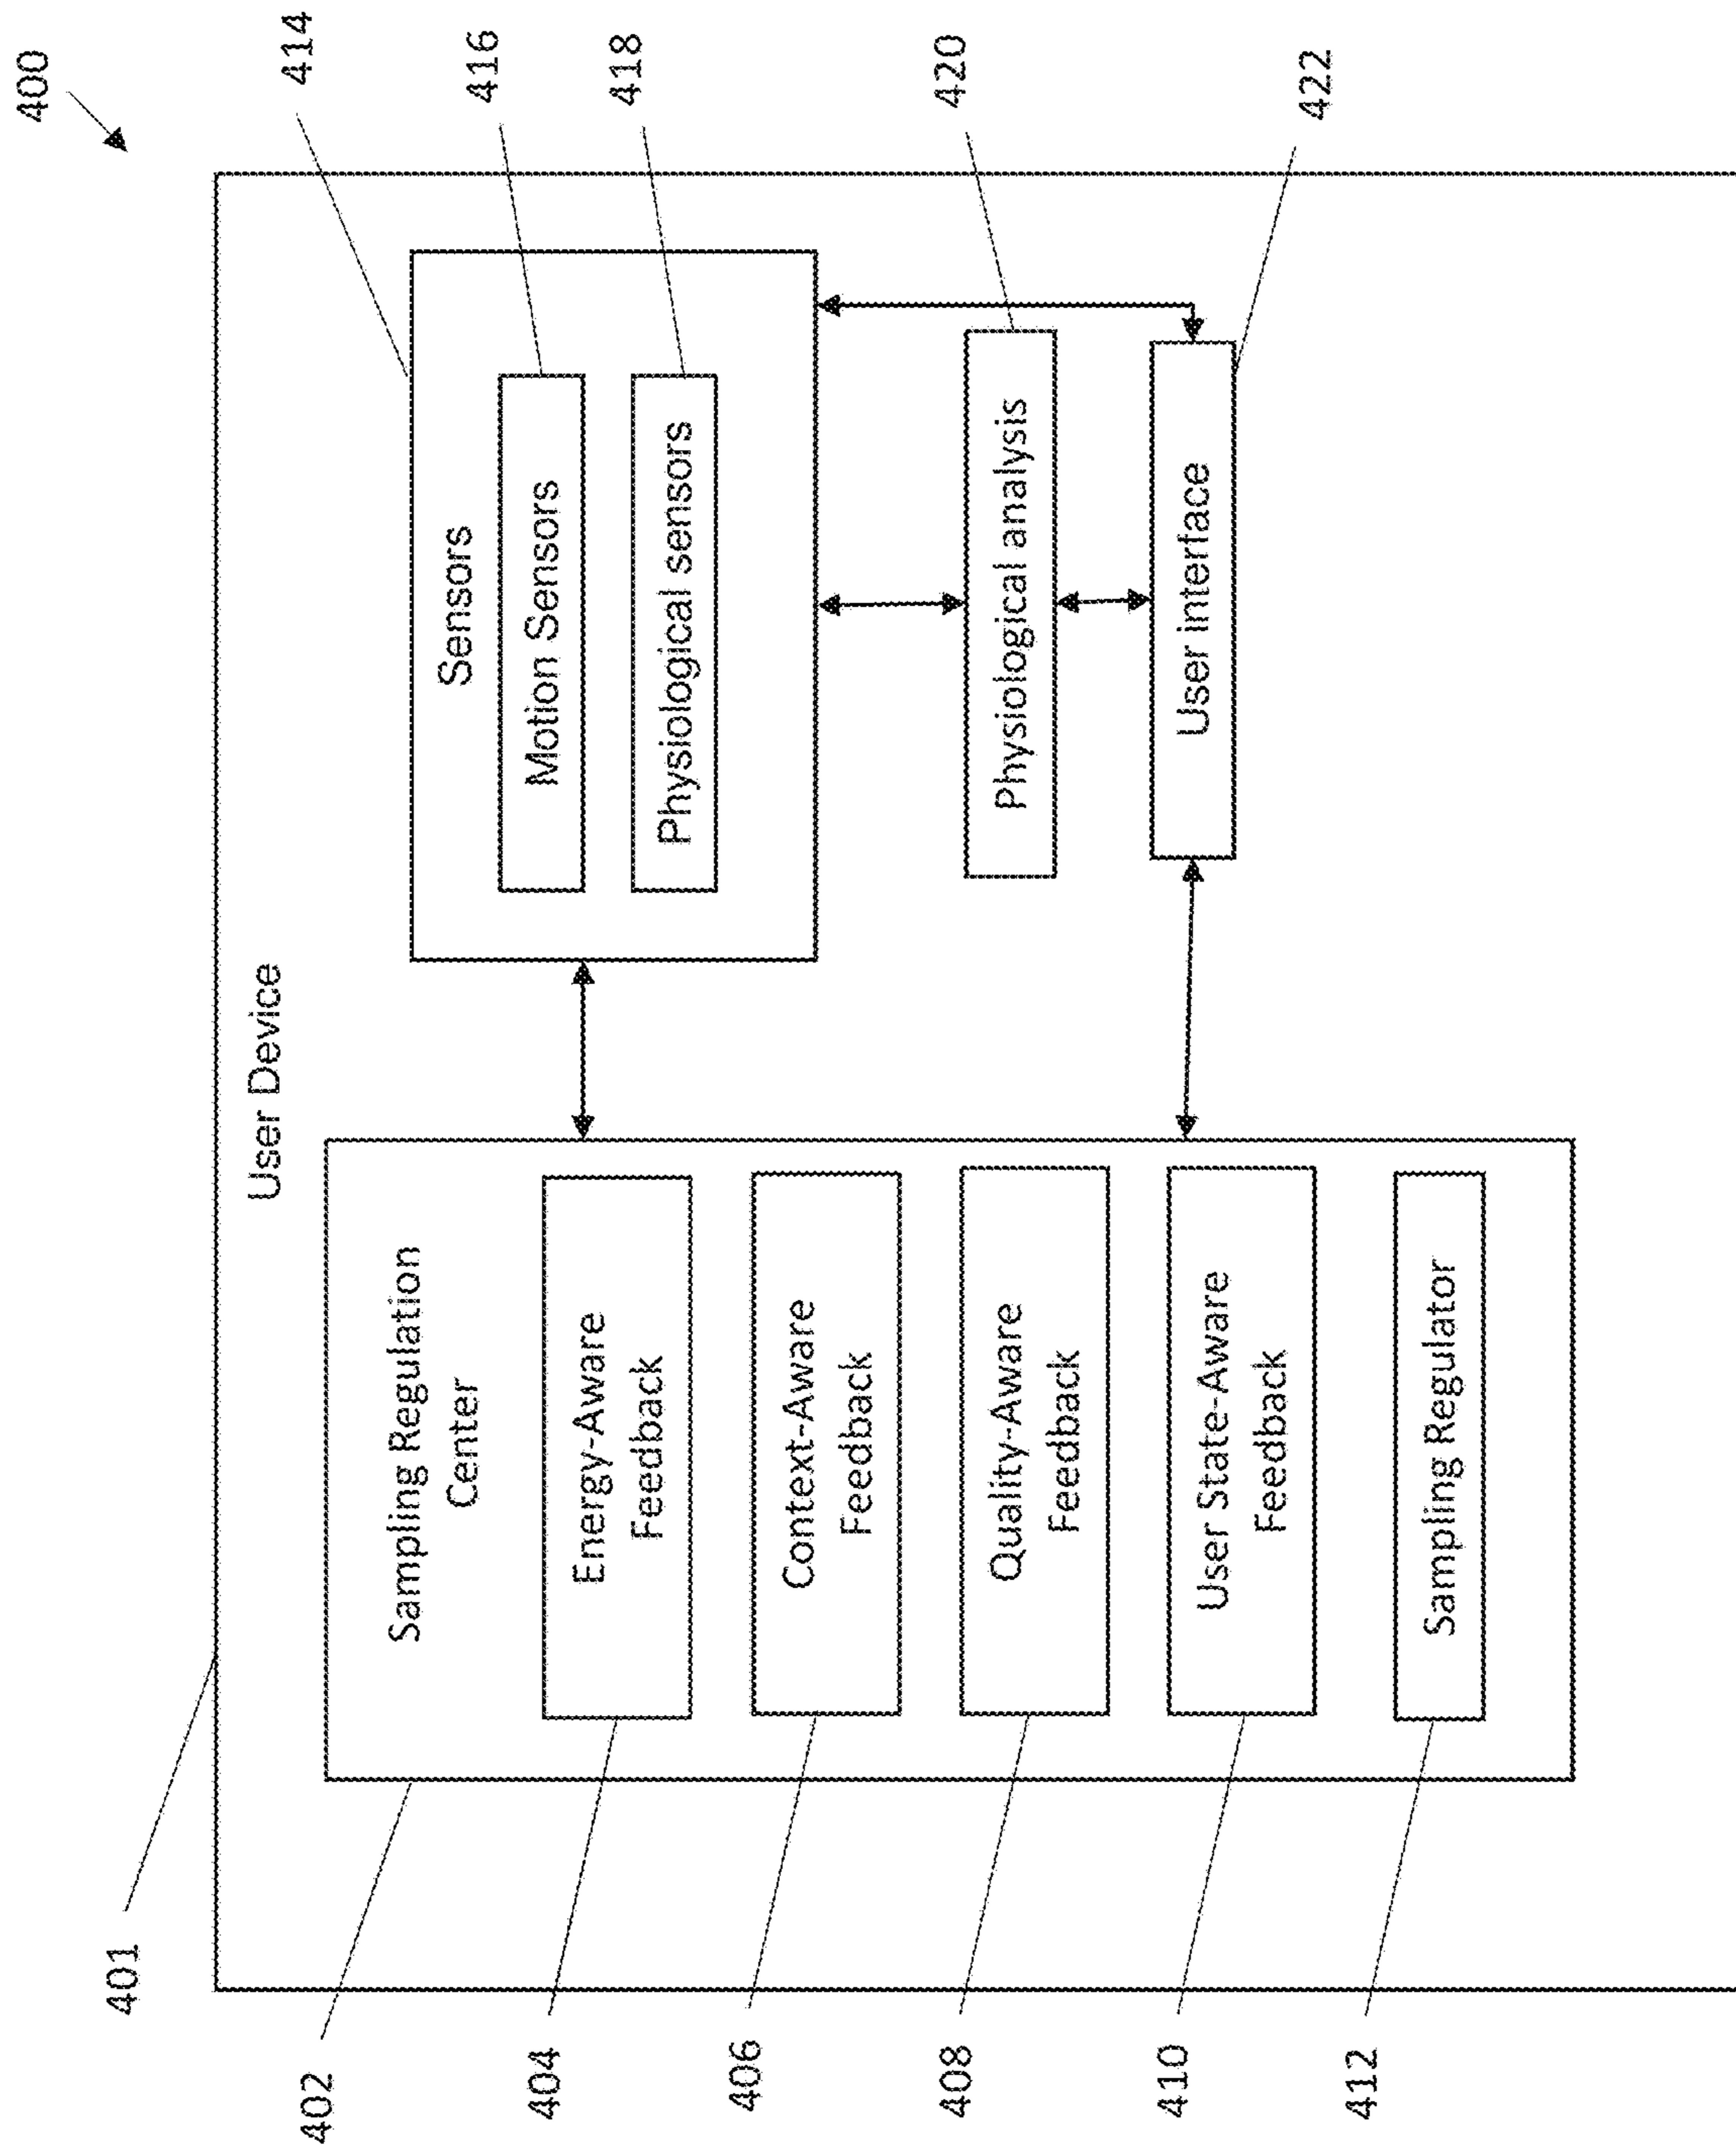 400
401
User Device
402
Sampling Regulation
Center
404
Energy-Aware
Feedback
406
Context-Aware
Feedback
408
Quality-Aware
Feedback
410
User State-Aware
Feedback
412
Sampling Regulator
414
Sensors
416
Motion Sensors
418
Physiological sensors
420
Physiological analysis
422
User interface